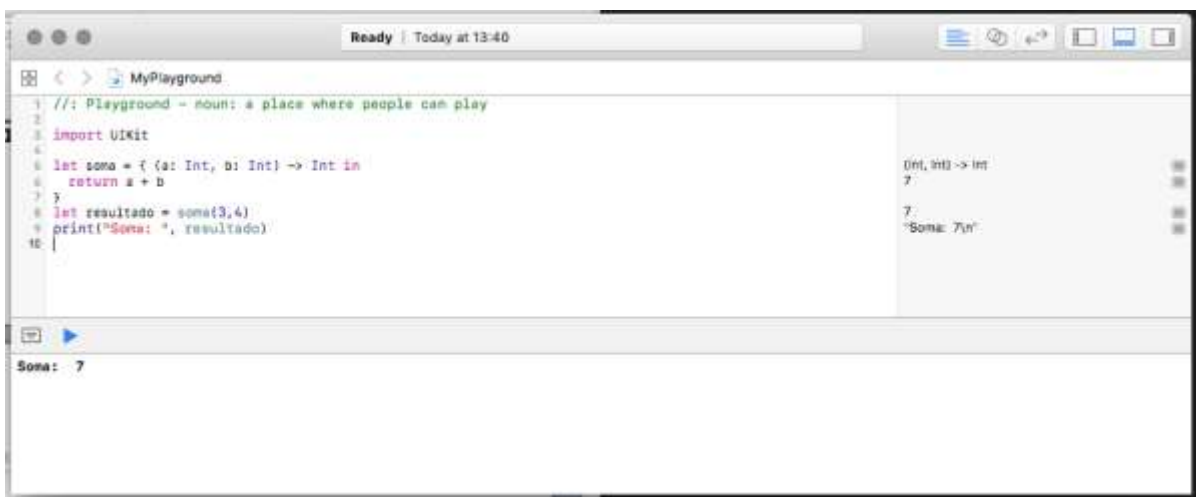 Ready | Today at 13:40
MyPlayground
1 //: Playground - noun: a place where people can play
2
3 import UIKit
4
5 let soma = { (a: Int, b: Int) -> Int in
(Int, Int) -> Int
6 return a + b
7
7 }
8 let resultado = soma(3,4)
7
9 print("Soma: ", resultado)
"Soma:  7\n"
10
Soma:  7